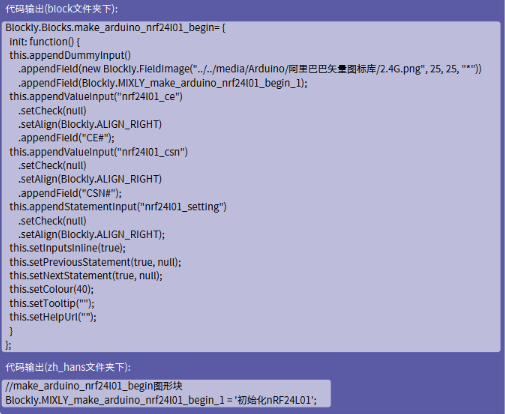 代码输出(block文件夹下):
Blockly.Blocks.make_arduino_nrf24l01_begin= {
init: function() {
this.appendDummyInput()
.appendField(new Blockly.FieldImage("../../media/Arduino/阿里巴巴矢量图标库/2.4G.png", 25, 25, "*"))
.appendField(Blockly.MIXLY_make_arduino_nrf24l01_begin_1);
this.appendValueInput("nrf24l01_ce")
.setCheck(null)
.setAlign(Blockly.ALIGN_RIGHT)
.appendField("CE#");
this.appendValueInput("nrf24l01_csn")
.setCheck(null)
.setAlign(Blockly.ALIGN_RIGHT)
.appendField("CSN#");
this.appendStatementInput("nrf24l01_setting")
.setCheck(null)
.setAlign(Blockly.ALIGN_RIGHT);
this.setInputsInline(true);
this.setPreviousStatement(true, null);
this.setNextStatement(true, null);
this.setColour(40);
this.setTooltip("");
this.setHelpUrl("");
}
};
代码输出(zh_hans文件夹下):
//make_arduino_nrf24l01_begin图形块
Blockly.MIXLY_make_arduino_nrf24l01_begin_1 = '初始化nRF24L01';